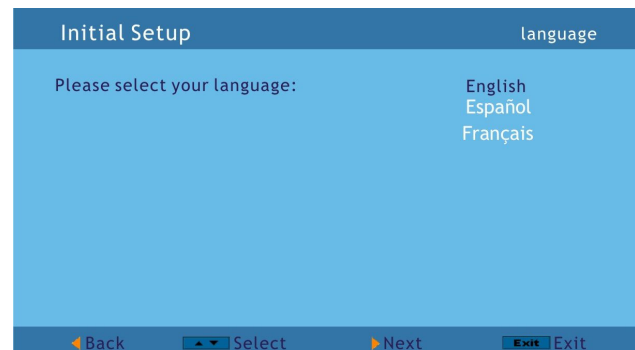 Initial Setup language
Please select your language: English
Español
Français
Back Select Next Exit Exit